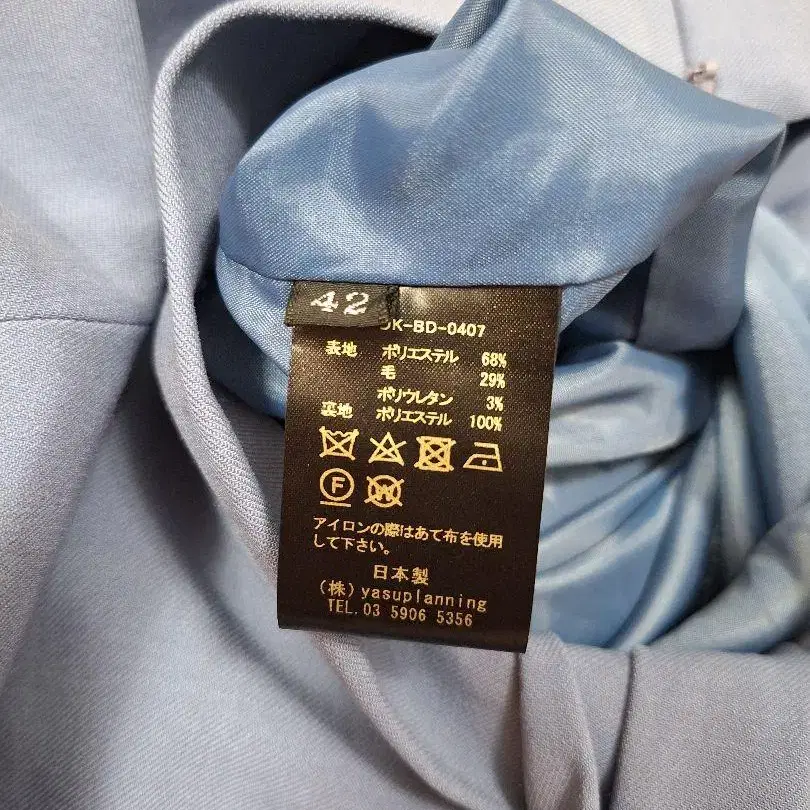 42
DK-BD-0407
表地 ポリエステル 68%
毛 29%
ポリウレタン 3%
裏地 ポリエステル 100%
F
W
アイロンの際はあて布を使用
して下さい。
日本製
(株)yasuplanning
TEL.03 5906 5356